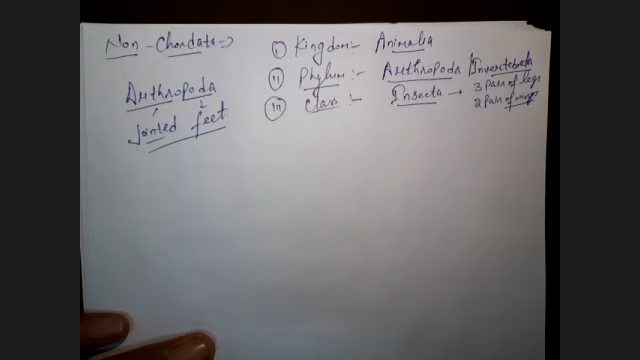 Non-Chordata :-)
Arthropoda
Jointed feet
(i) Kingdom:- Animalia
(ii) Phylum:- Arthropoda / Invertebrata
(iii) Class:- Insecta → 3 pair of legs
2 pair of wings